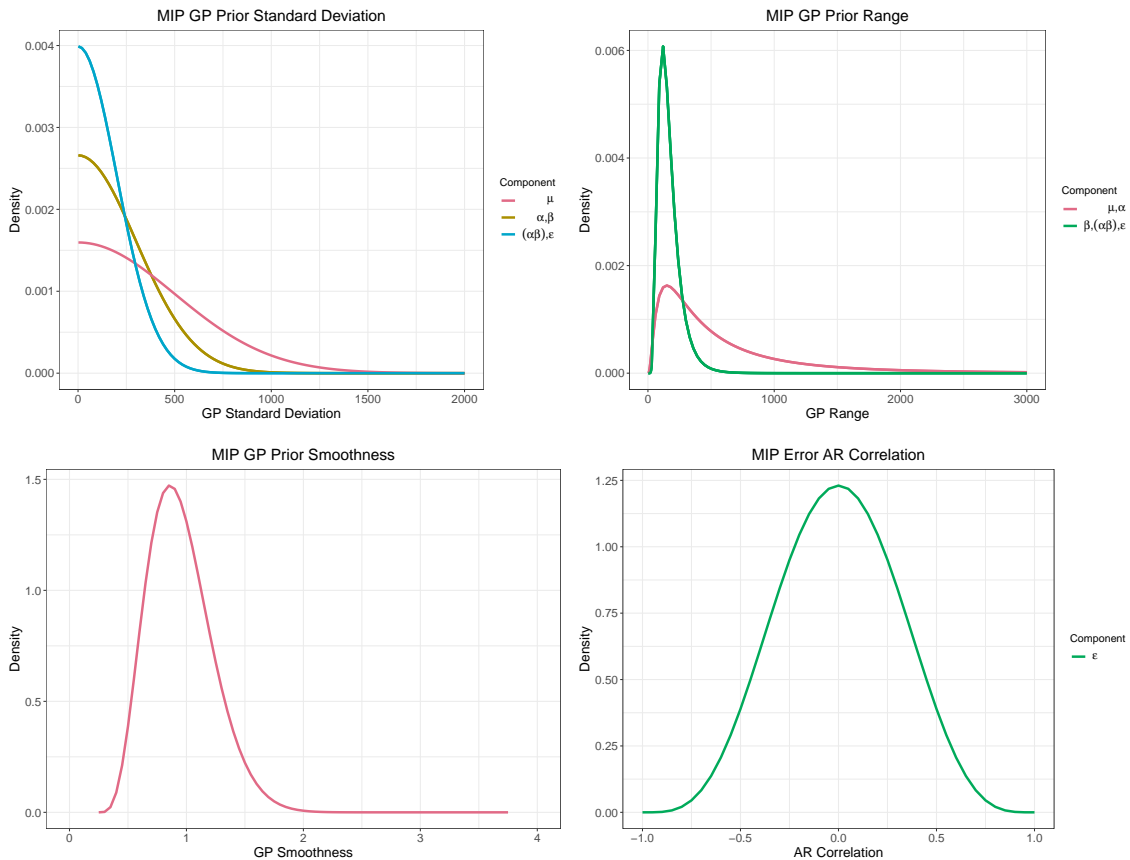 MIP GP Prior Standard Deviation
0.004
0.003
0.002
0.001
0.000
Density
0
500
1000
1500
2000
GP Standard Deviation
Component
μ
α,β
(αβ),ε
MIP GP Prior Range
0.006
0.004
0.002
0.000
Density
0
1000
2000
3000
GP Range
Component
μ,α
β,(αβ),ε
MIP GP Prior Smoothness
1.5
1.0
0.5
0.0
Density
0
1
2
3
4
GP Smoothness
MIP Error AR Correlation
1.25
1.00
0.75
0.50
0.25
0.00
Density
−1.0
−0.5
0.0
0.5
1.0
AR Correlation
Component
ε